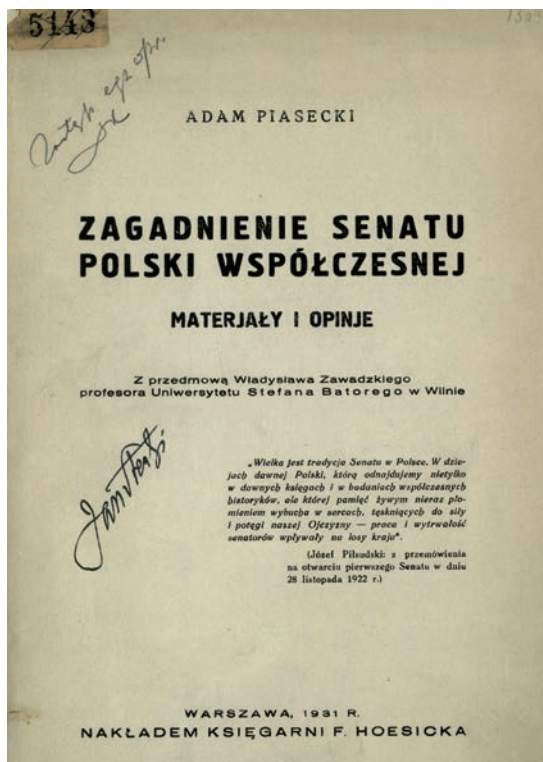 5143
ADAM PIASECKI
ZAGADNIENIE SENATU
POLSKI WSPÓŁCZESNEJ
MATERJAŁY I OPINJE
Z przedmową Władysława Zawadzkiego
profesora Uniwersytetu Stefana Batorego w Wilnie
„Wielka jest tradycja Senatu w Polsce. W dzie-
jach dawnej Polski, którą odnajdujemy nietylko
w dawnych księgach i w badaniach współczesnych
historyków, ale której pamięć żywym nieraz pło-
mieniem wybucha w sercach, tęskniących do siły
i potęgi naszej Ojczyzny — praca i wytrwałość
senatorów wpływały na losy kraju“.
(Józef Piłsudski: z przemówienia
na otwarciu pierwszego Senatu w dniu
28 listopada 1922 r.)
WARSZAWA, 1931 R.
NAKŁADEM KSIĘGARNI F. HOESICKA